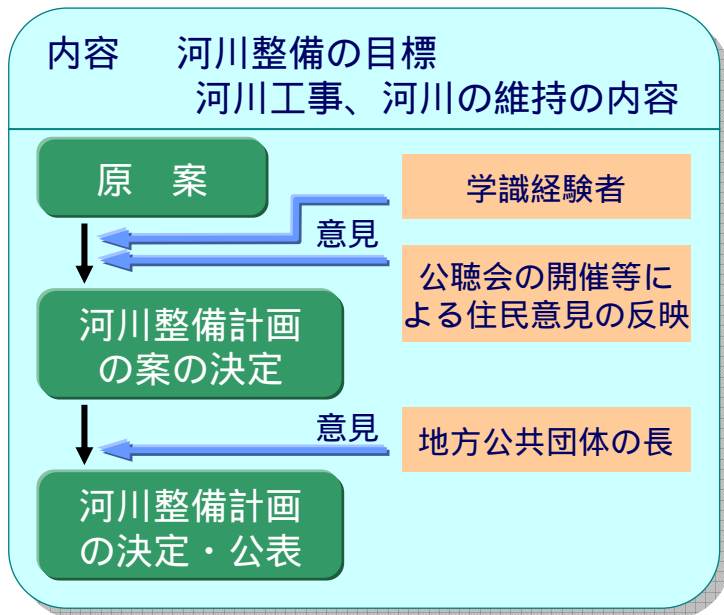 内容　河川整備の目標
河川工事、河川の維持の内容
原　案
学識経験者
意見
公聴会の開催等に
よる住民意見の反映
河川整備計画
の案の決定
意見
地方公共団体の長
河川整備計画
の決定・公表